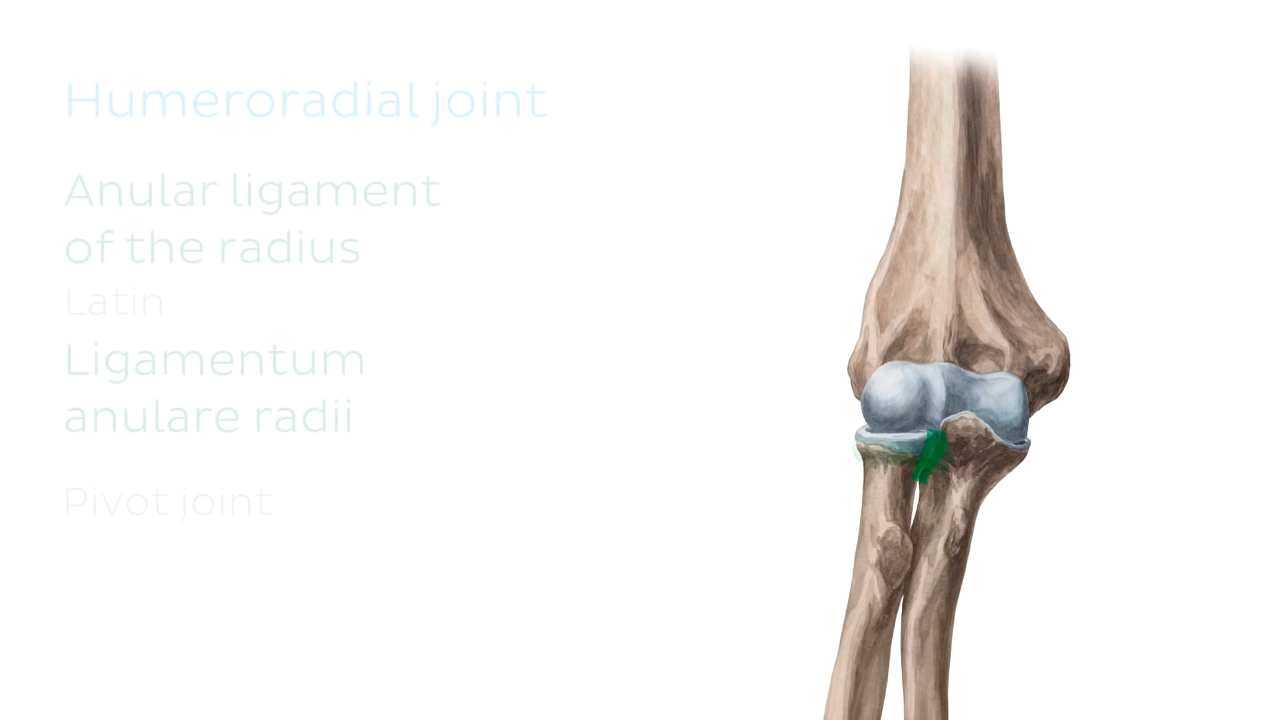 Humeroradial joint
Anular ligament
of the radius
Latin
Ligamentum
anulare radii
Pivot joint